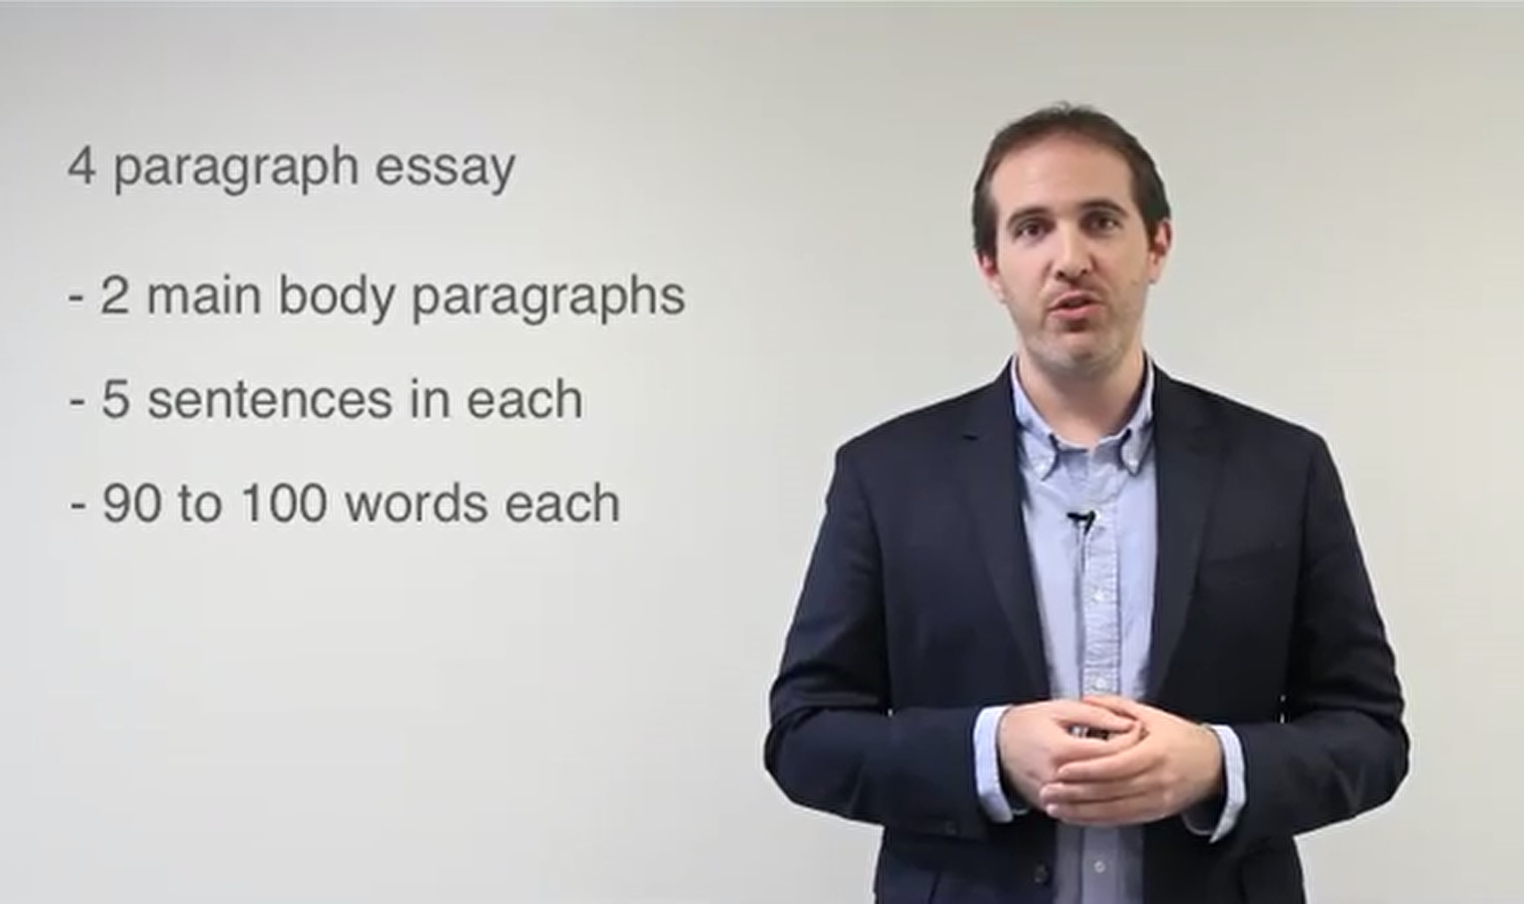 4 paragraph essay
- 2 main body paragraphs
- 5 sentences in each
- 90 to 100 words each